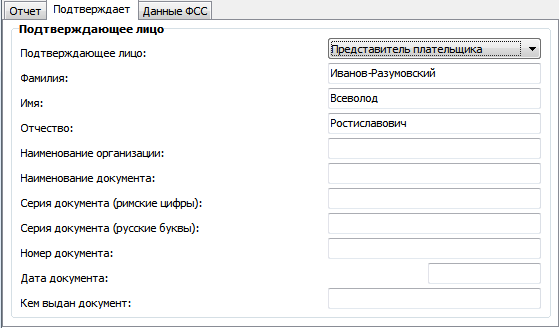 Отчет Подтверждает Данные ФСС
Подтверждающее лицо
Подтверждающее лицо: Представитель плательщика
Фамилия: Иванов-Разумовский
Имя: Всеволод
Отчество: Ростиславович
Наименование организации:
Наименование документа:
Серия документа (римские цифры):
Серия документа (русские буквы):
Номер документа:
Дата документа:
Кем выдан документ: